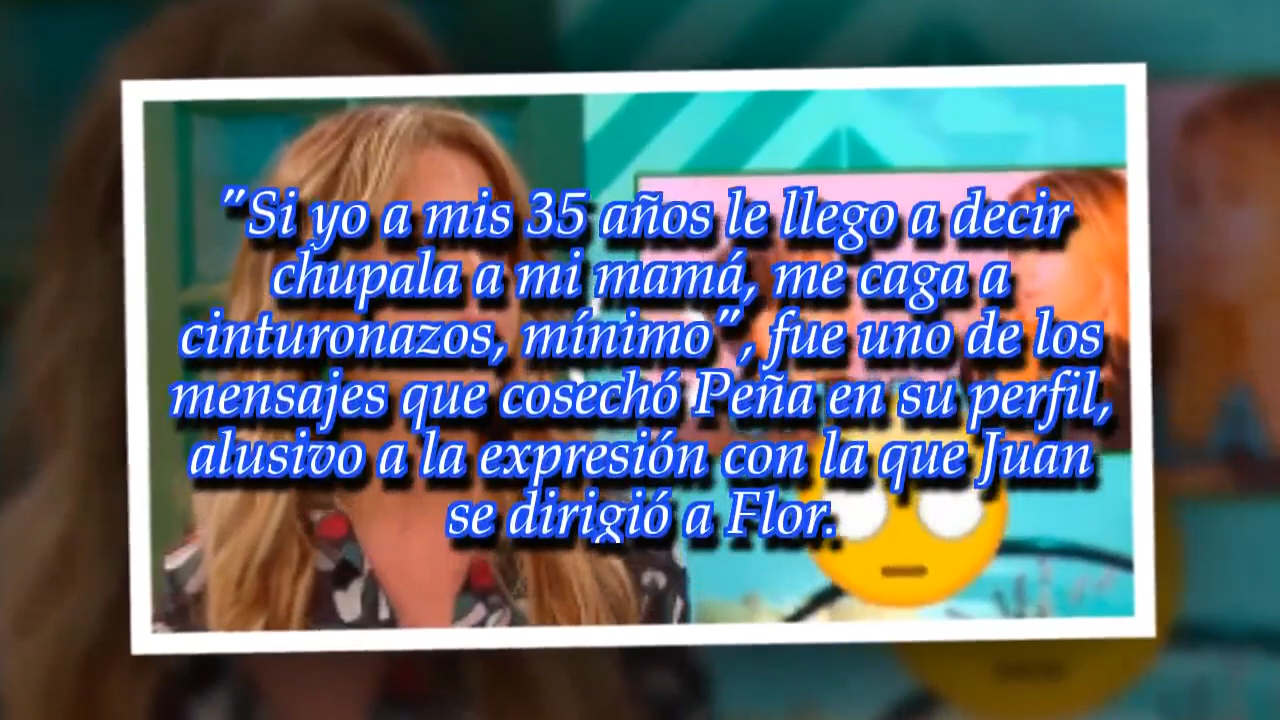 "Si yo a mis 35 años le llego a decir
chupala a mi mamá, me caga a
cinturonazos, mínimo", fue uno de los
mensajes que cosechó Peña en su perfil,
alusivo a la expresión con la que Juan
se dirigió a Flor.